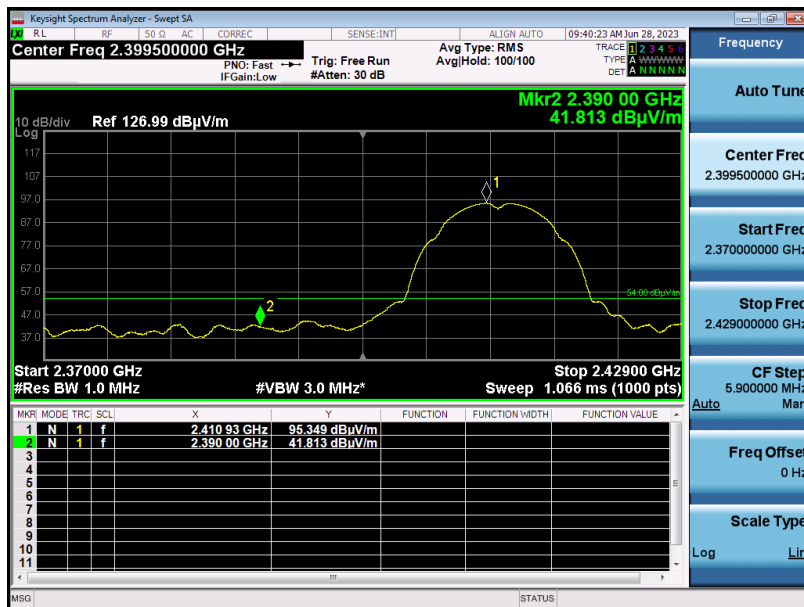 Keysight Spectrum Analyzer - Swept SA
RL RF 50 Ω AC CORREC SENSE:INT ALIGN AUTO 09:40:23 AM Jun 28, 2023
Center Freq 2.399500000 GHz
PNO: Fast
IFGain:Low
Trig: Free Run
#Atten: 30 dB
Avg Type: RMS
Avg|Hold: 100/100
TRACE 1 2 3 4 5 6
TYPE A WWWWW
DET A N N N N N
Mkr2 2.390 00 GHz
41.813 dBµV/m
10 dB/div Ref 126.99 dBµV/m
Log
117
107
97.0
87.0
77.0
67.0
57.0
47.0
37.0
1
2
54.00 dBµV/m
Start 2.37000 GHz Stop 2.42900 GHz
#Res BW 1.0 MHz #VBW 3.0 MHz* Sweep 1.066 ms (1000 pts)
MKR MODE TRC SCL X Y FUNCTION FUNCTION WIDTH FUNCTION VALUE
1 N 1 f 2.410 93 GHz 95.349 dBµV/m
2 N 1 f 2.390 00 GHz 41.813 dBµV/m
3
4
5
6
7
8
9
10
11
MSG STATUS
Frequency
Auto Tune
Center Freq
2.399500000 GHz
Start Freq
2.370000000 GHz
Stop Freq
2.429000000 GHz
CF Step
5.900000 MHz
Auto Man
Freq Offset
0 Hz
Scale Type
Log Lin